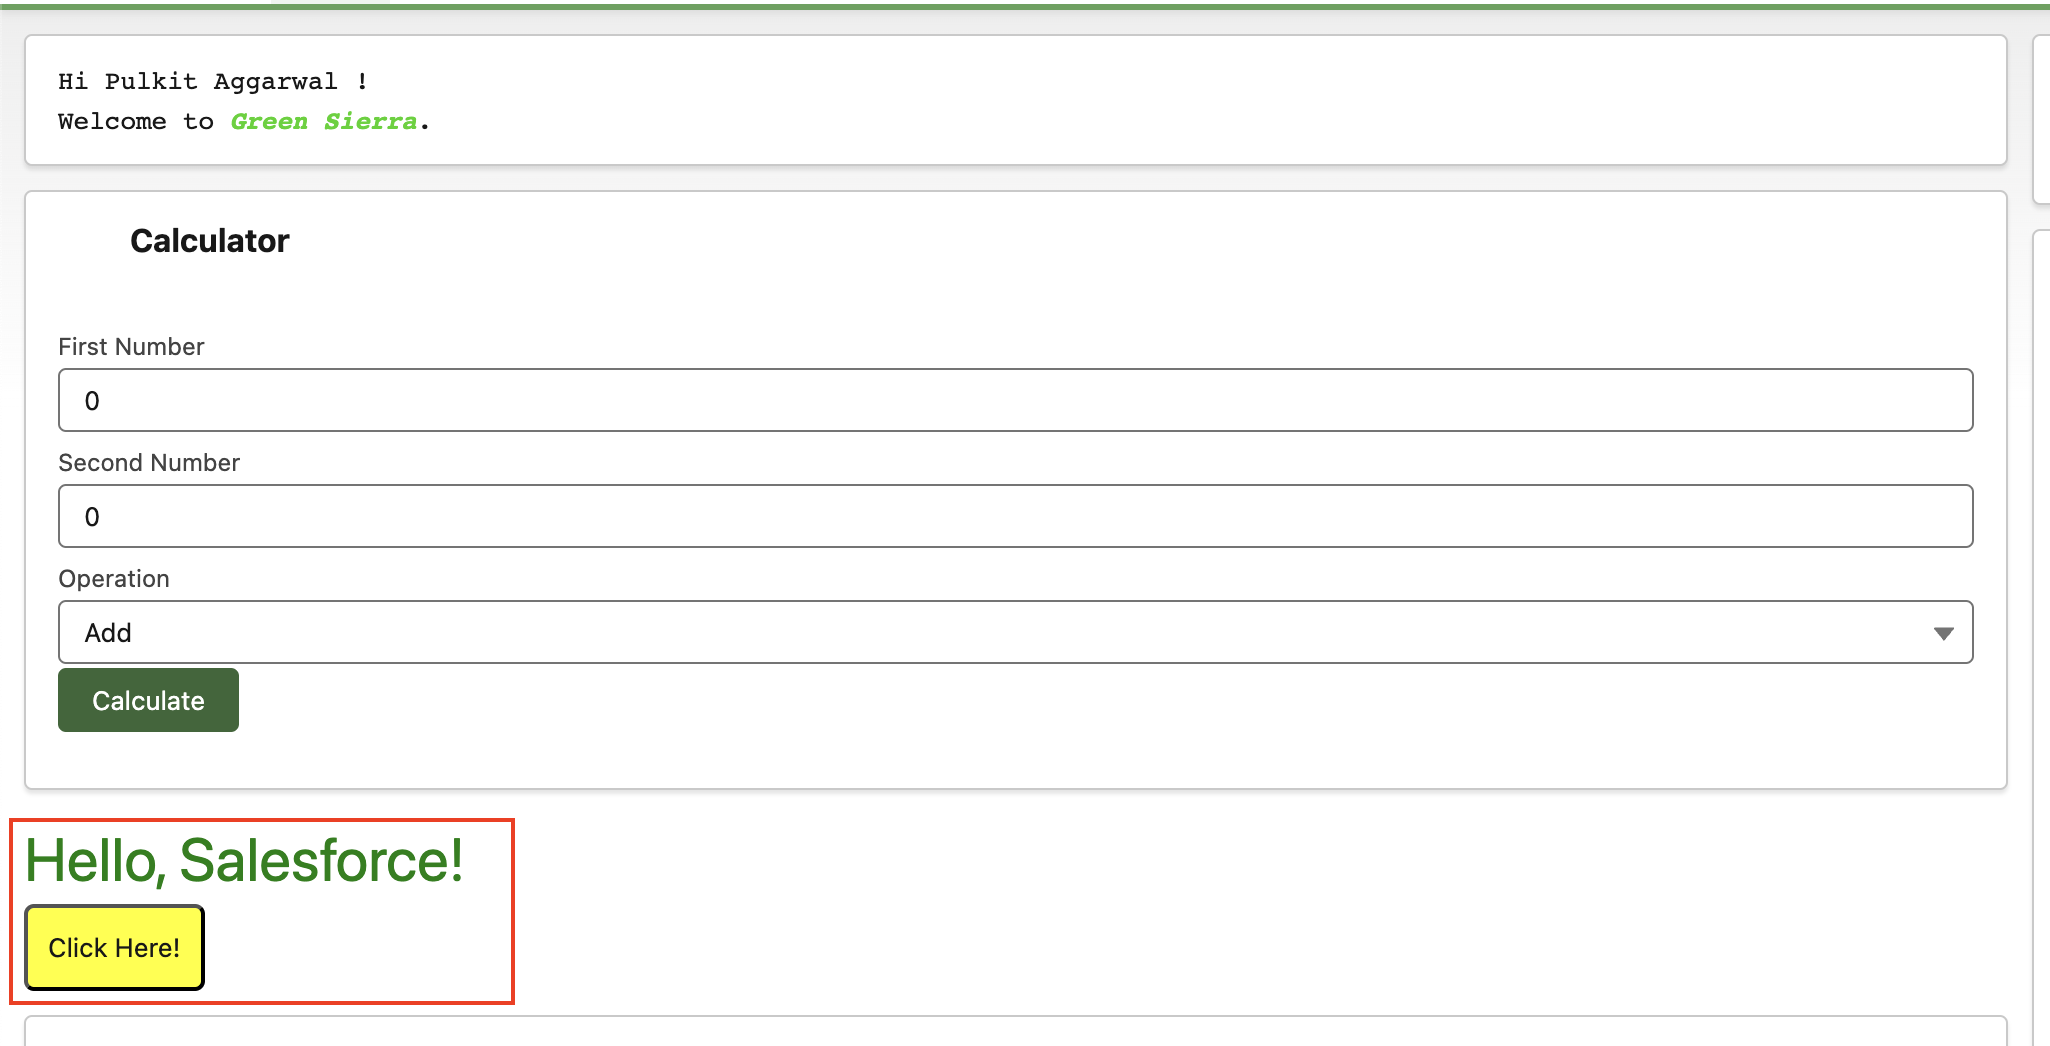 Hi Pulkit Aggarwal !
Welcome to Green Sierra.
Calculator
First Number
0
Second Number
0
Operation
Add
Calculate
Hello, Salesforce!
Click Here!